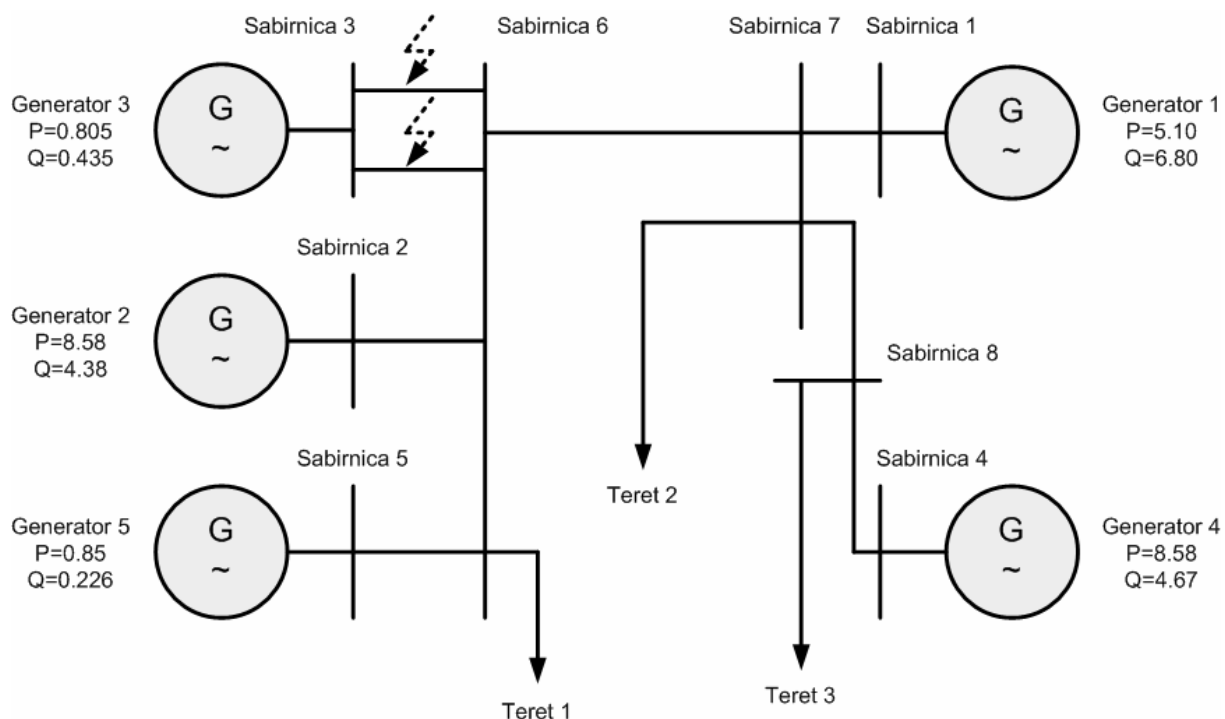 Sabirnica 3
Sabirnica 6
Sabirnica 7
Sabirnica 1
Generator 3
P=0.805
Q=0.435
G
~
G
~
Generator 1
P=5.10
Q=6.80
Sabirnica 2
Generator 2
P=8.58
Q=4.38
G
~
Sabirnica 8
Sabirnica 5
Sabirnica 4
Teret 2
Generator 5
P=0.85
Q=0.226
G
~
G
~
Generator 4
P=8.58
Q=4.67
Teret 1
Teret 3